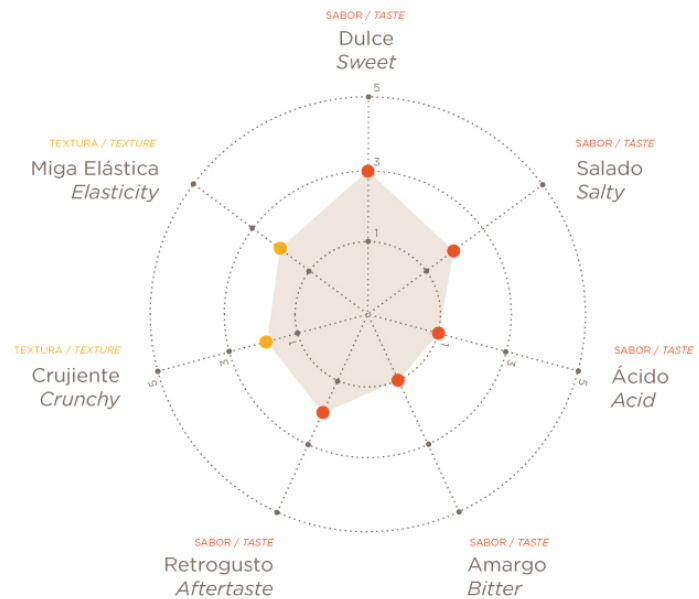 SABOR / TASTE
Dulce
Sweet
5
3
1
TEXTURA / TEXTURE
Miga Elástica
Elasticity
SABOR / TASTE
Salado
Salty
TEXTURA / TEXTURE
Crujiente
Crunchy
5
3
1
1
3
5
SABOR / TASTE
Ácido
Acid
SABOR / TASTE
Retrogusto
Aftertaste
SABOR / TASTE
Amargo
Bitter